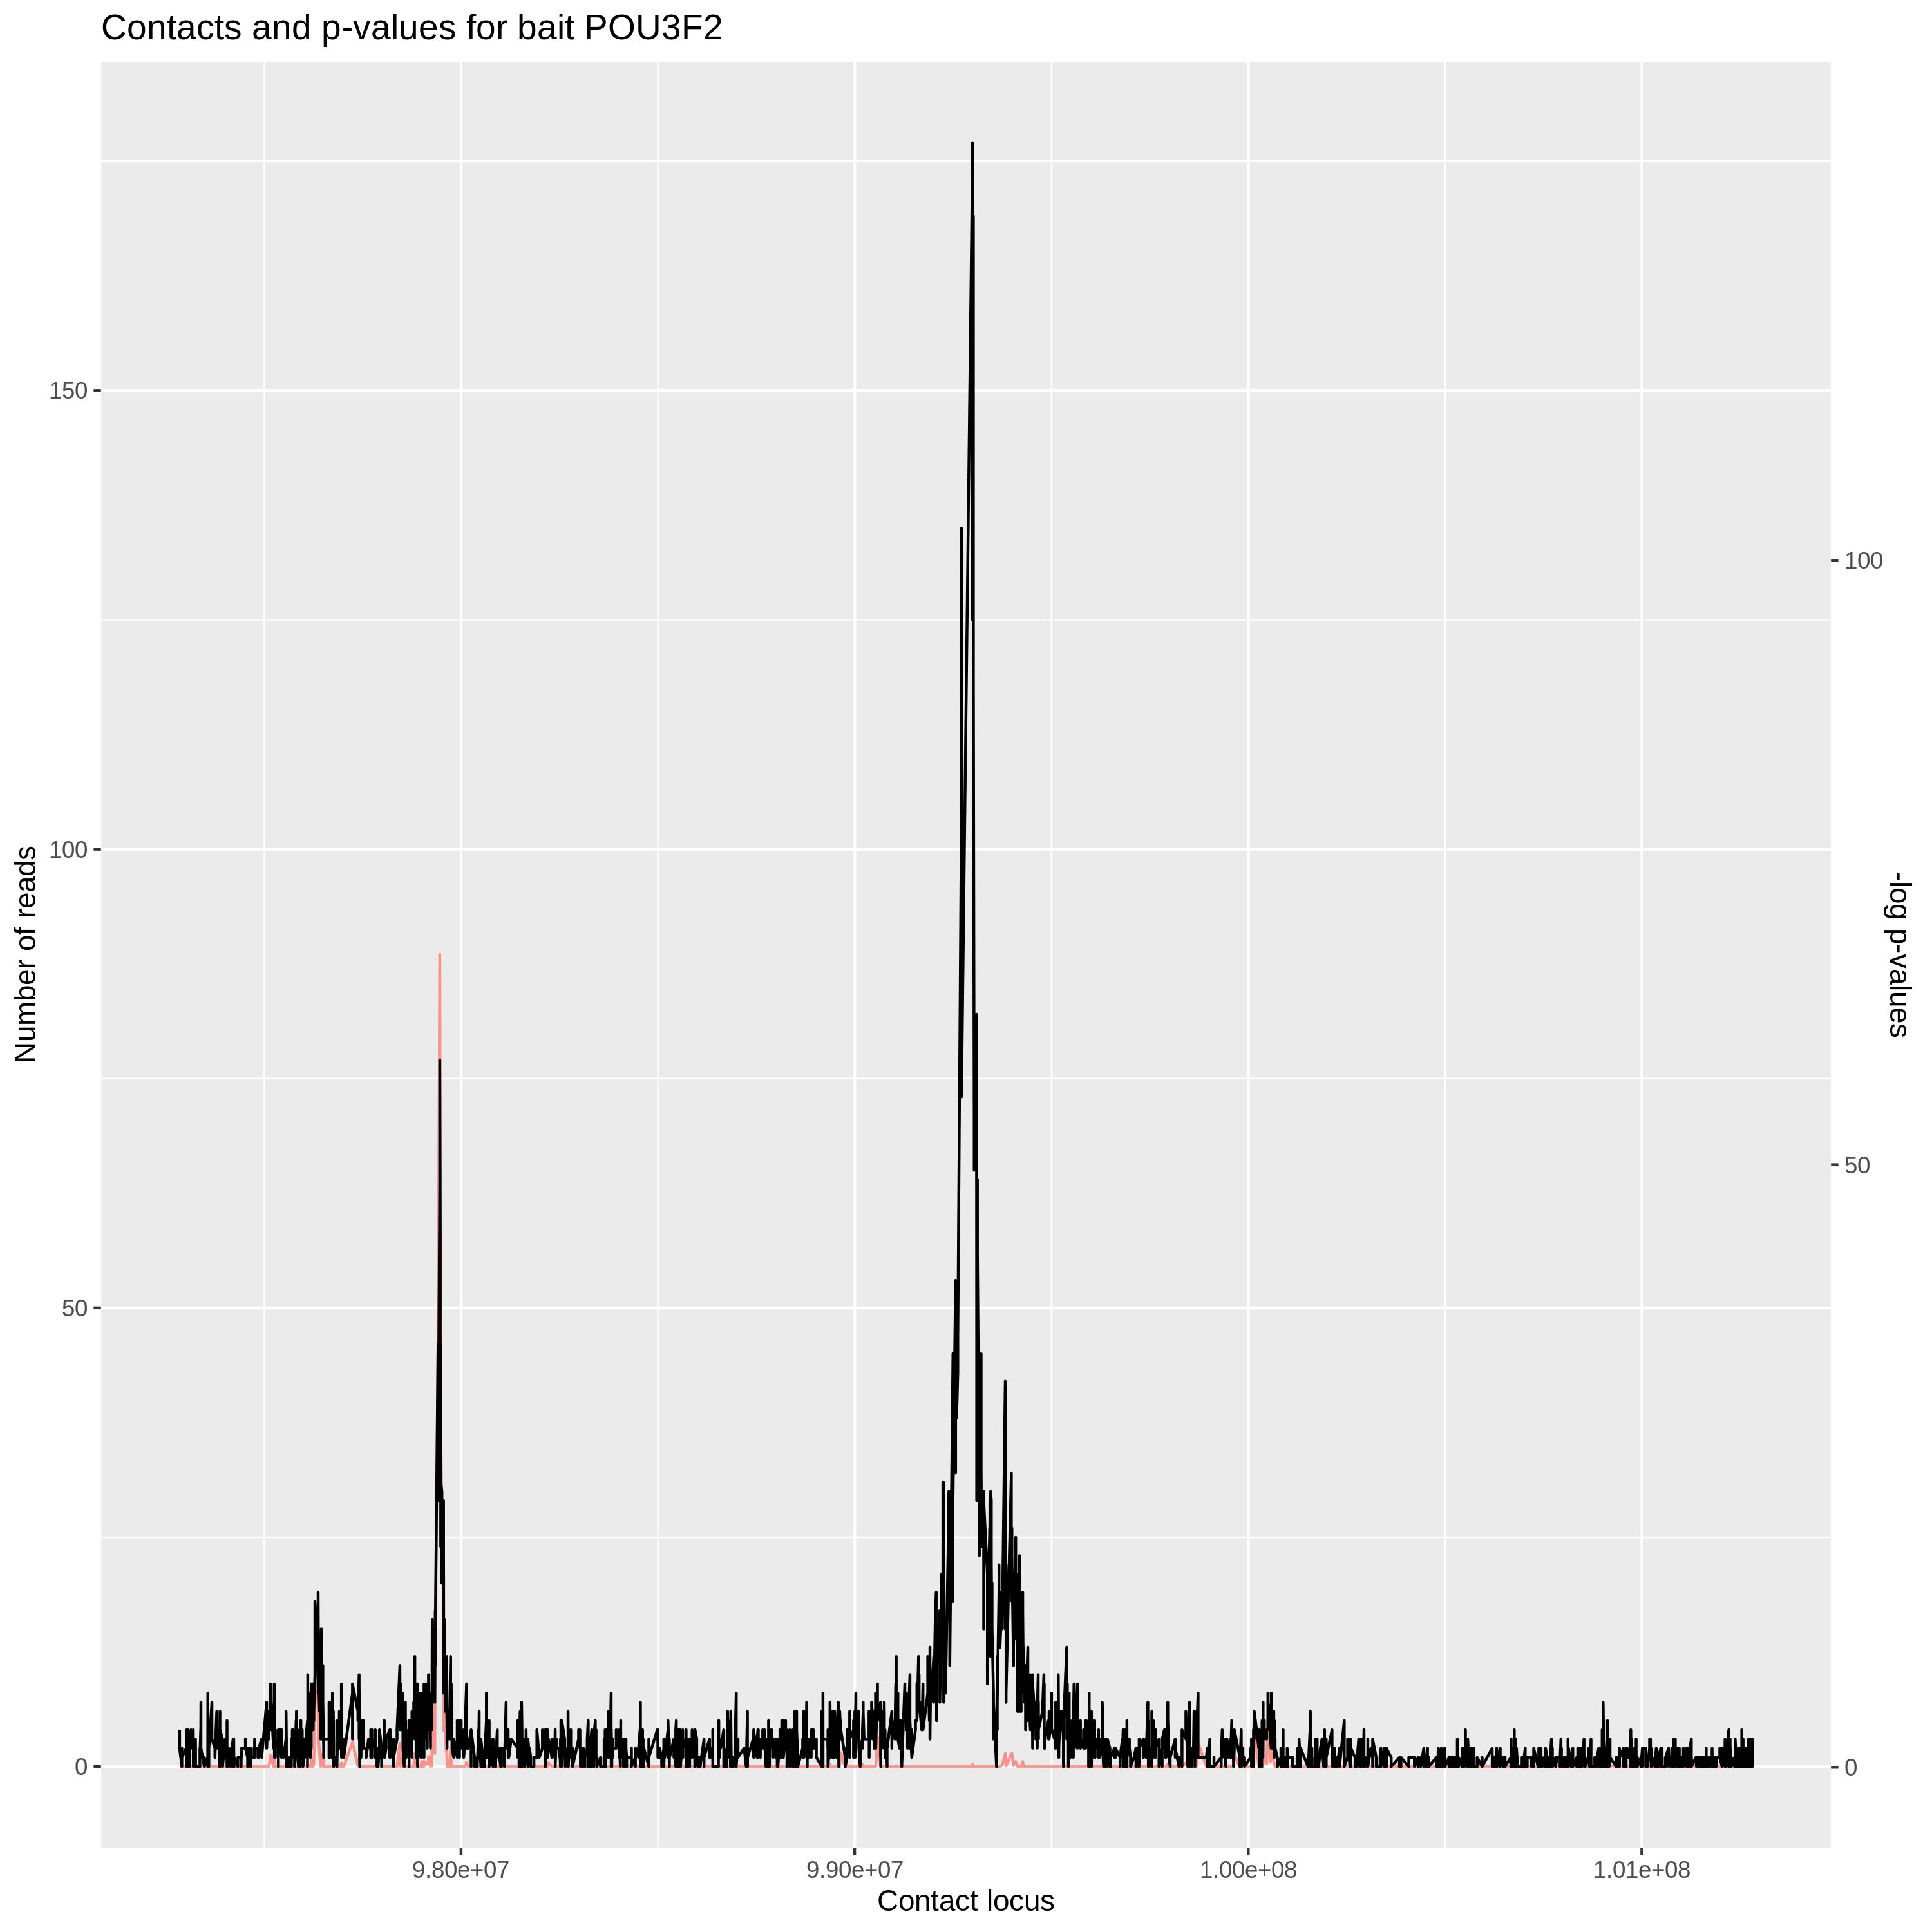 Contacts and p-values for bait POU3F2
150
100
50
0
Number of reads
100
50
0
-log p-values
9.80e+07
9.90e+07
1.00e+08
1.01e+08
Contact locus